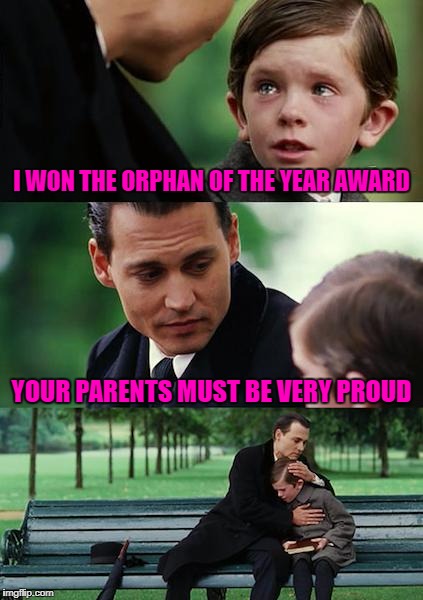 I WON THE ORPHAN OF THE YEAR AWARD
YOUR PARENTS MUST BE VERY PROUD
imgflip.com